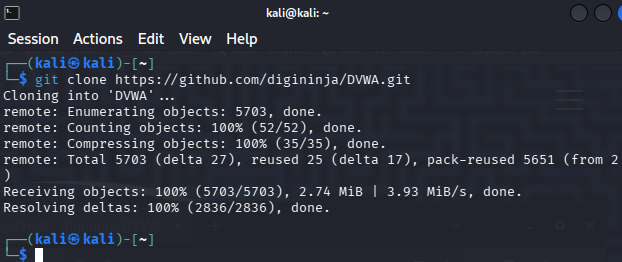 kali@kali: ~
Session Actions Edit View Help
┌──(kali㉿kali)-[~]
└─$ git clone https://github.com/digininja/DVWA.git
Cloning into 'DVWA'...
remote: Enumerating objects: 5703, done.
remote: Counting objects: 100% (52/52), done.
remote: Compressing objects: 100% (35/35), done.
remote: Total 5703 (delta 27), reused 25 (delta 17), pack-reused 5651 (from 2
)
Receiving objects: 100% (5703/5703), 2.74 MiB | 3.93 MiB/s, done.
Resolving deltas: 100% (2836/2836), done.
┌──(kali㉿kali)-[~]
└─$